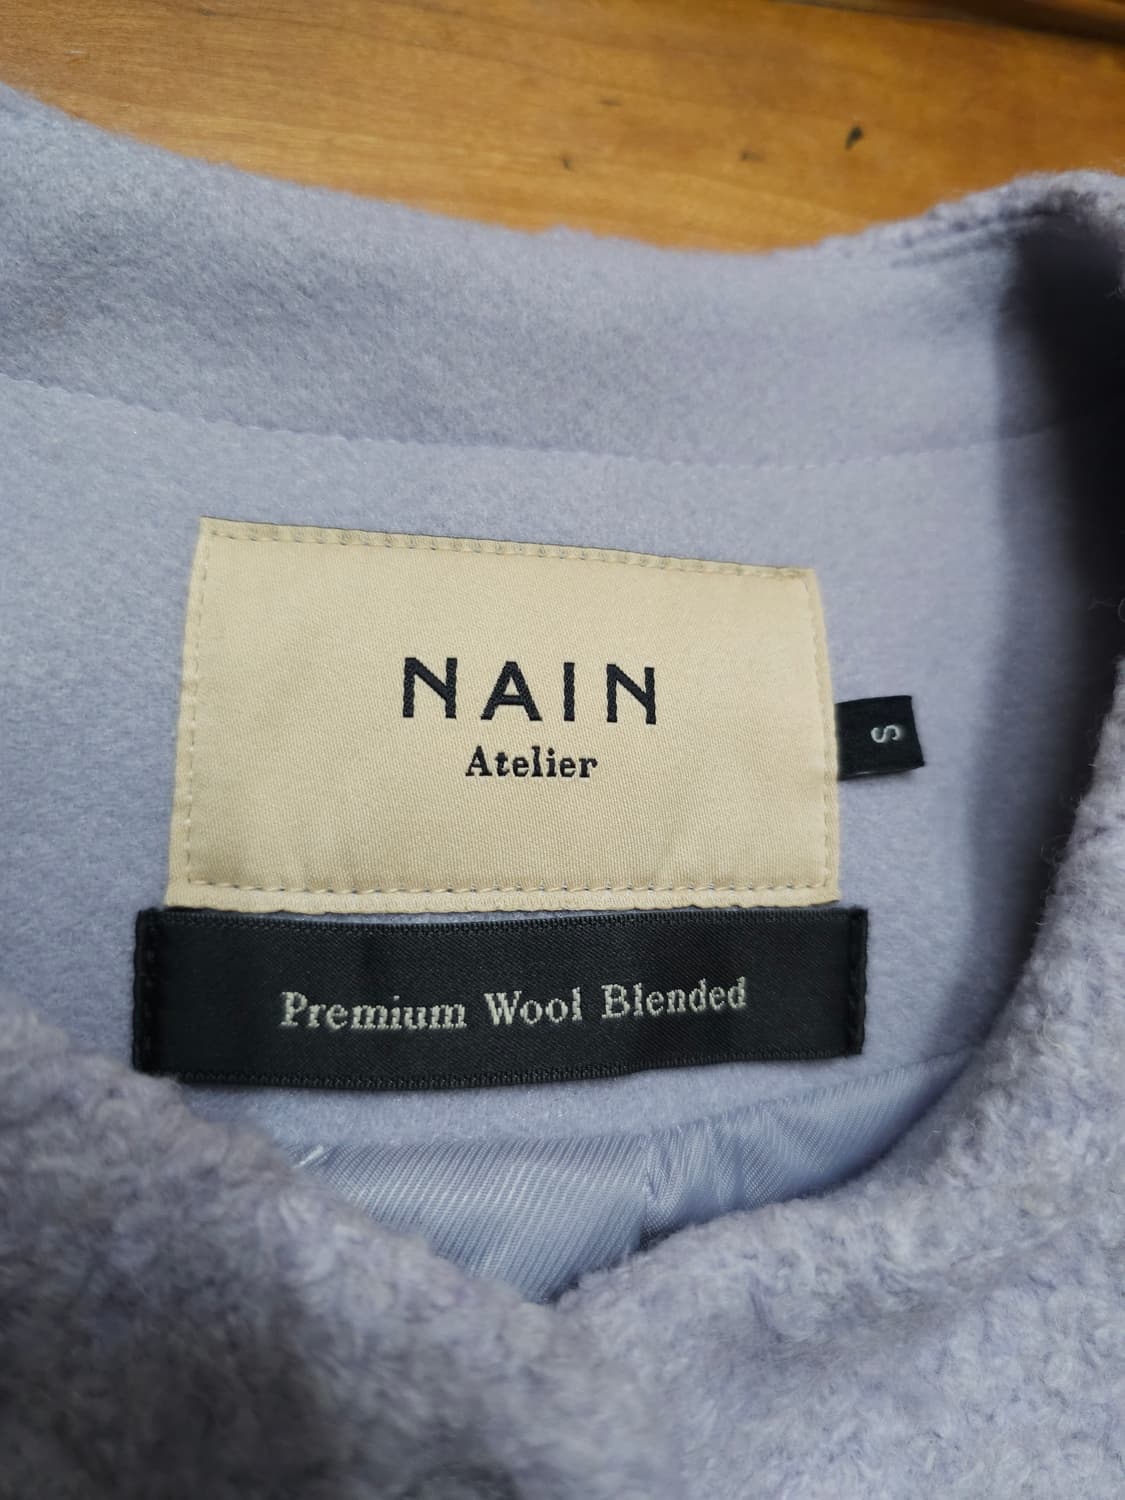 NAIN
Atelier
S
Premium Wool Blended